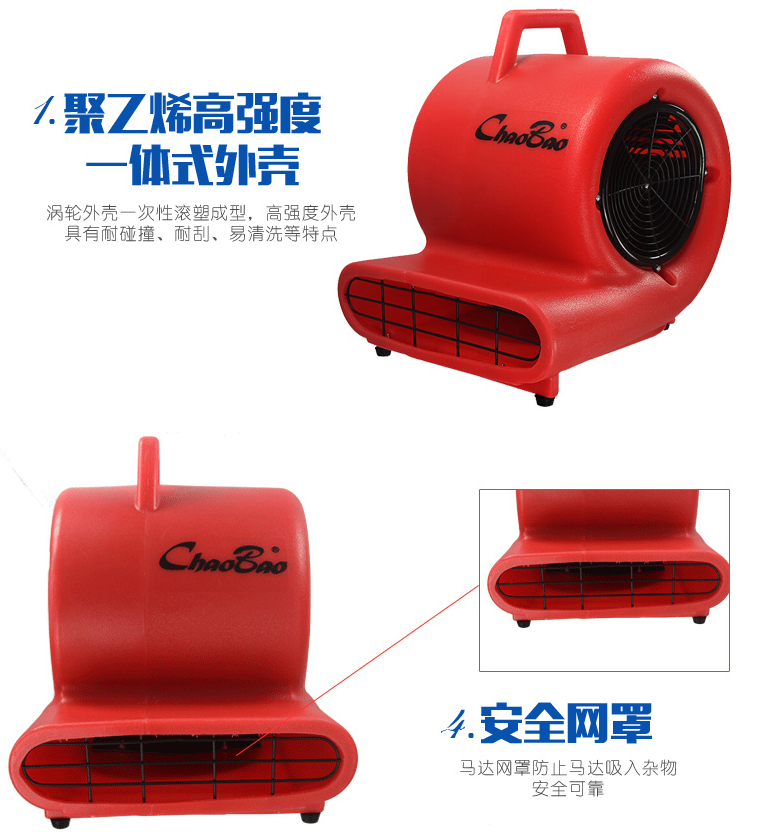 1.聚乙烯高强度
一体式外壳
涡轮外壳一次性滚塑成型，高强度外壳
具有耐碰撞、耐刮、易清洗等特点
ChaoBao®
ChaoBao®
4.安全网罩
马达网罩防止马达吸入杂物
安全可靠